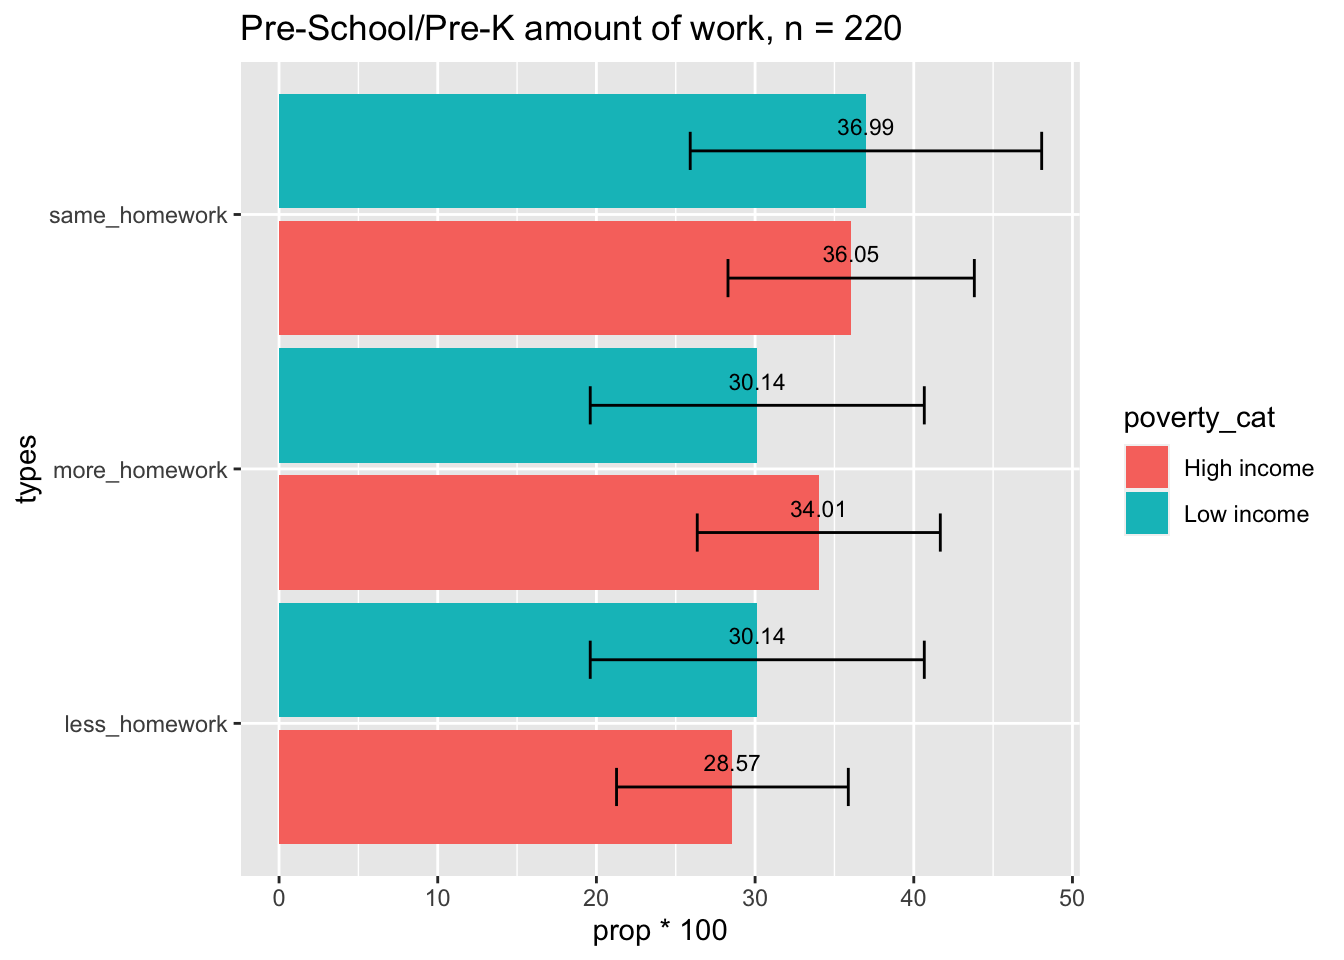 Pre-School/Pre-K amount of work, n = 220
36.99
same_homework
36.05
30.14
more_homework
34.01
30.14
less_homework
28.57
types
0 10 20 30 40 50
prop * 100
poverty_cat
High income
Low income